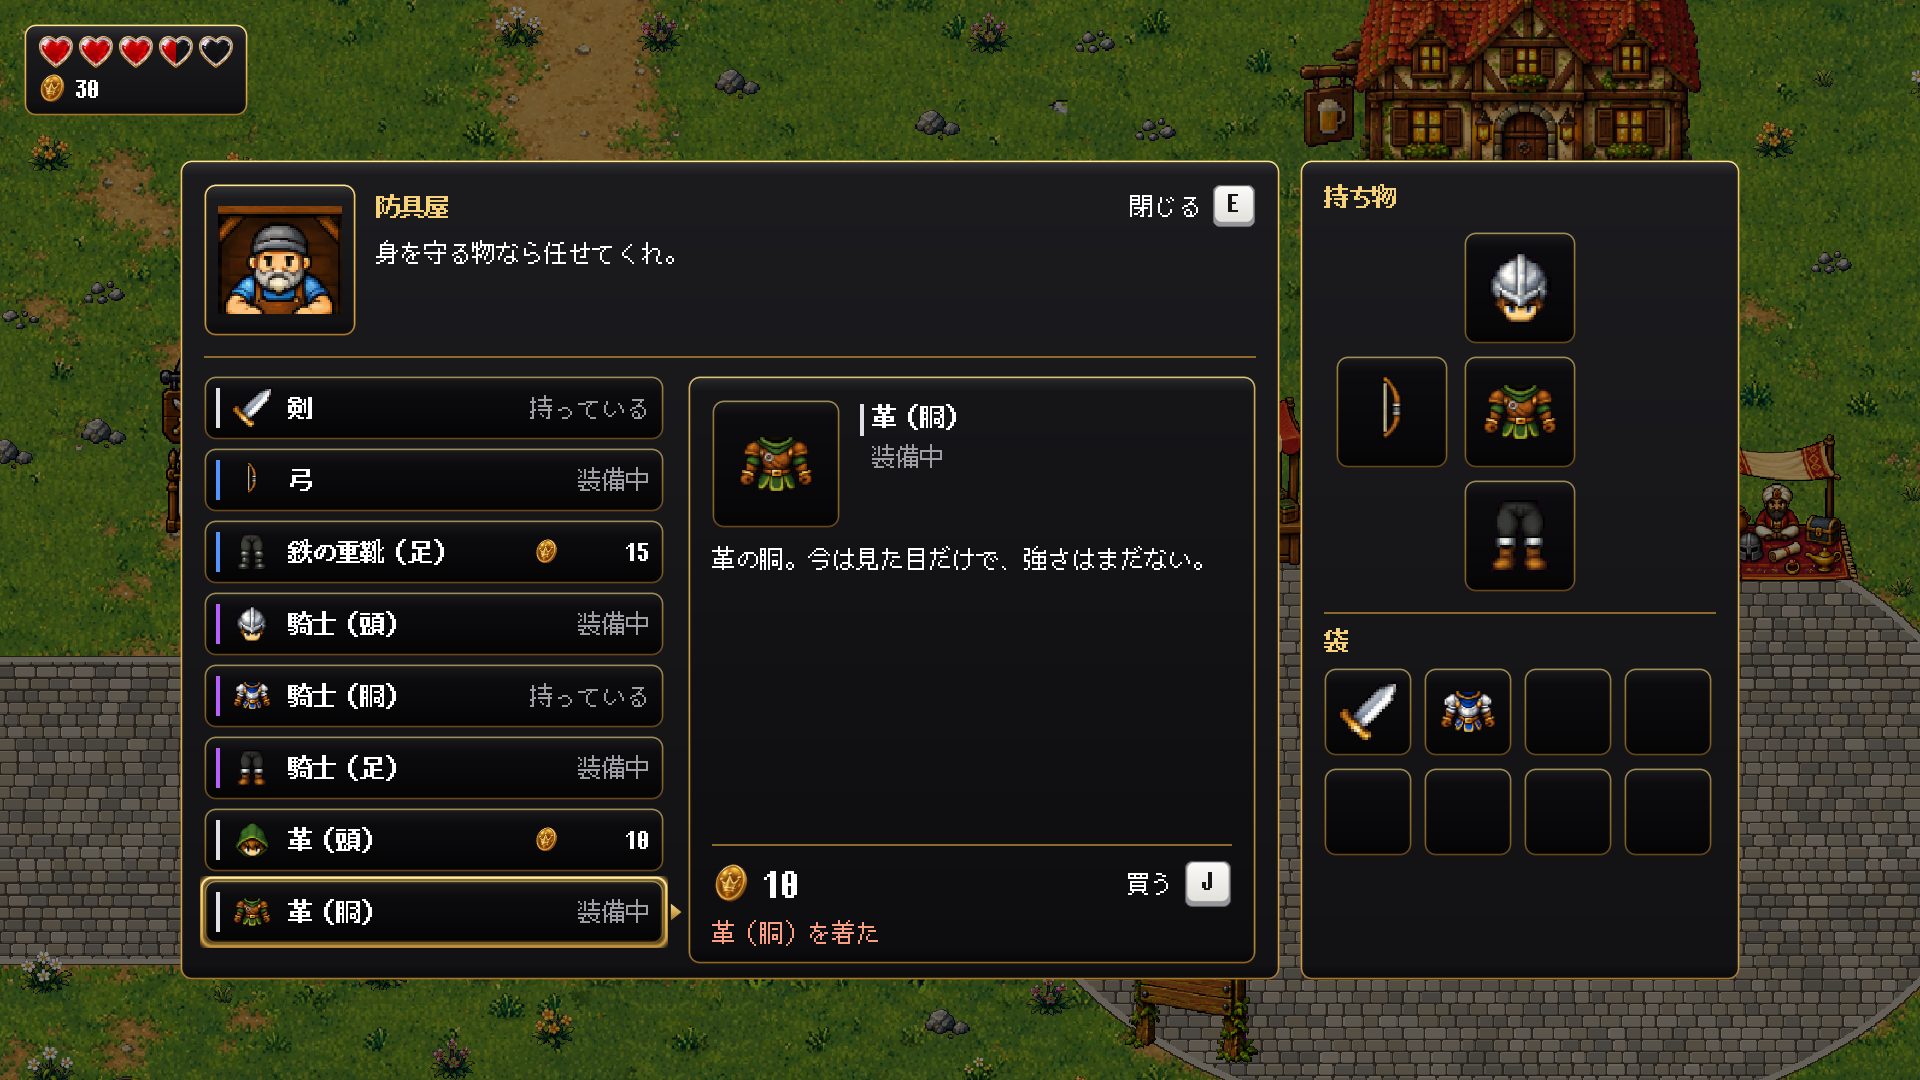 30
防具屋
身を守る物なら任せてくれ。
閉じる E
剣 持っている
弓 装備中
鉄の重靴（足） 15
騎士（頭） 装備中
騎士（胴） 持っている
騎士（足） 装備中
革（頭） 10
革（胴） 装備中
革（胴）
装備中
革の胴。今は見た目だけで、強さはまだない。
10 買う J
革（胴）を着た
持ち物
袋